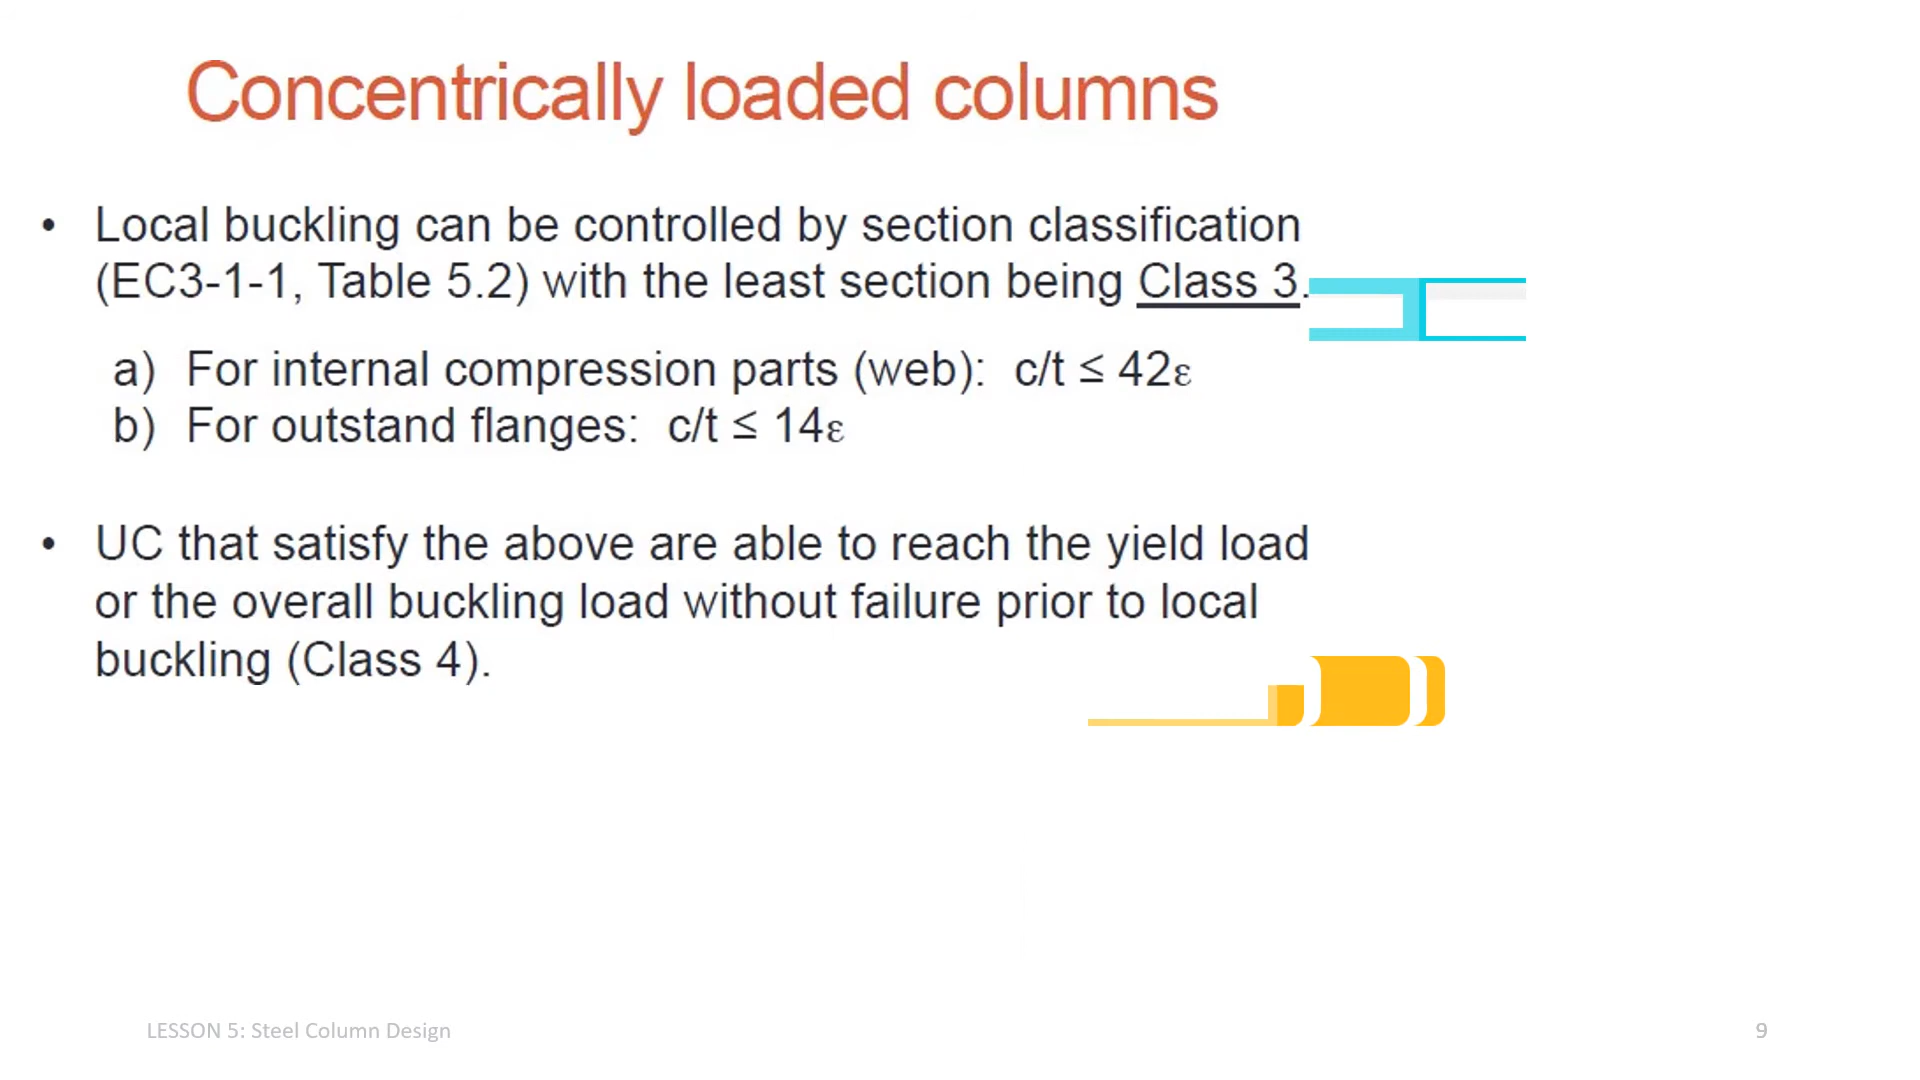 Concentrically loaded columns
• Local buckling can be controlled by section classification
(EC3-1-1, Table 5.2) with the least section being Class 3.
a) For internal compression parts (web): c/t ≤ 42ε
b) For outstand flanges: c/t ≤ 14ε
• UC that satisfy the above are able to reach the yield load
or the overall buckling load without failure prior to local
buckling (Class 4).
LESSON 5: Steel Column Design
9